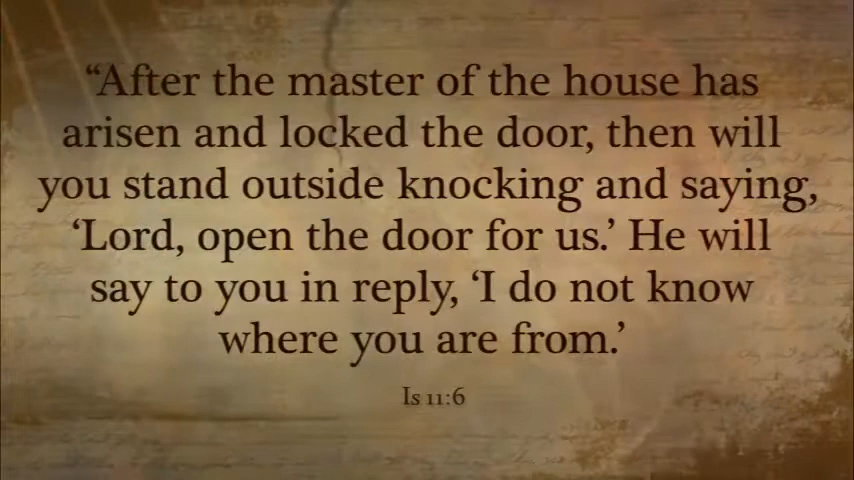 “After the master of the house has
arisen and locked the door, then will
you stand outside knocking and saying,
‘Lord, open the door for us.’ He will
say to you in reply, ‘I do not know
where you are from.’
Is 11:6